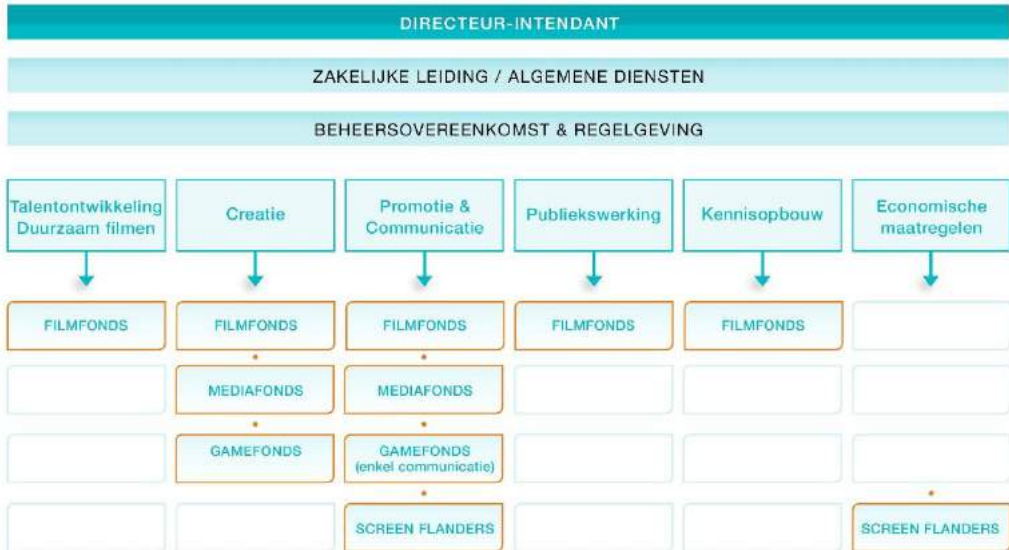 DIRECTEUR-INTENDANT
ZAKELIJKE LEIDING / ALGEMENE DIENSTEN
BEHEERSOVEREENKOMST & REGELGEVING
Talentontwikkeling
Duurzaam filmen
Creatie
Promotie &
Communicatie
Publiekswerking
Kennisopbouw
Economische
maatregelen
FILMFONDS
FILMFONDS
FILMFONDS
FILMFONDS
FILMFONDS
MEDIAFONDS
MEDIAFONDS
GAMEFONDS
GAMEFONDS
(enkel communicatie)
SCREEN FLANDERS
SCREEN FLANDERS